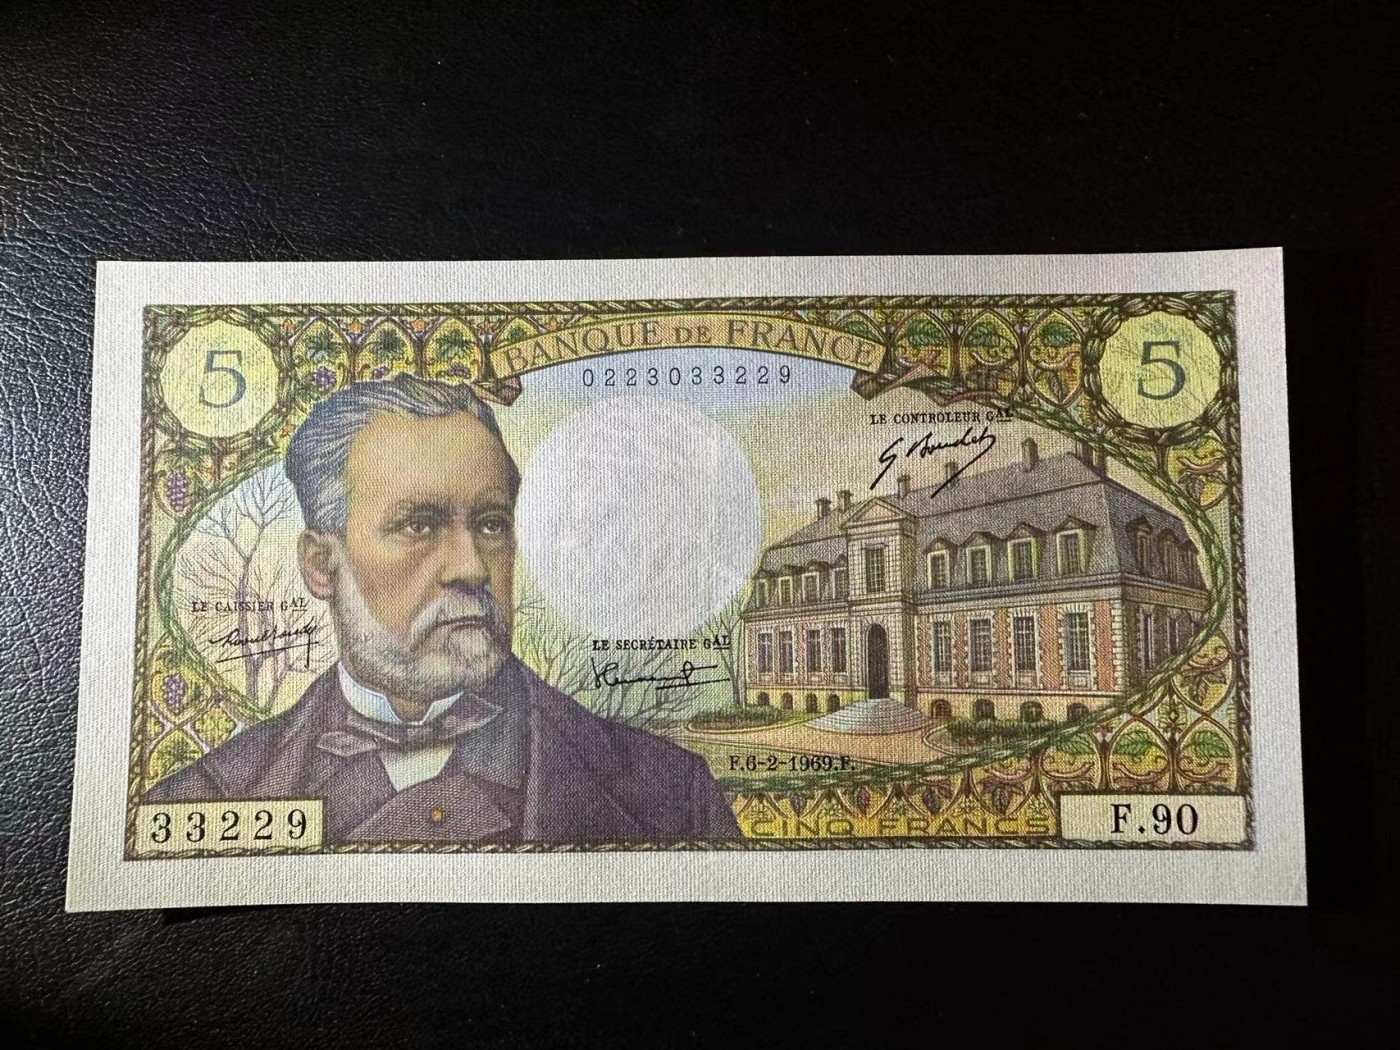 BANQUE DE FRANCE
5
5
0223033229
LE CONTROLEUR GAL
G Bouchet
LE CAISSIER GAL
LE SECRÉTAIRE GAL
F.6-2-1969.F.
33229
CINQ FRANCS
F.90